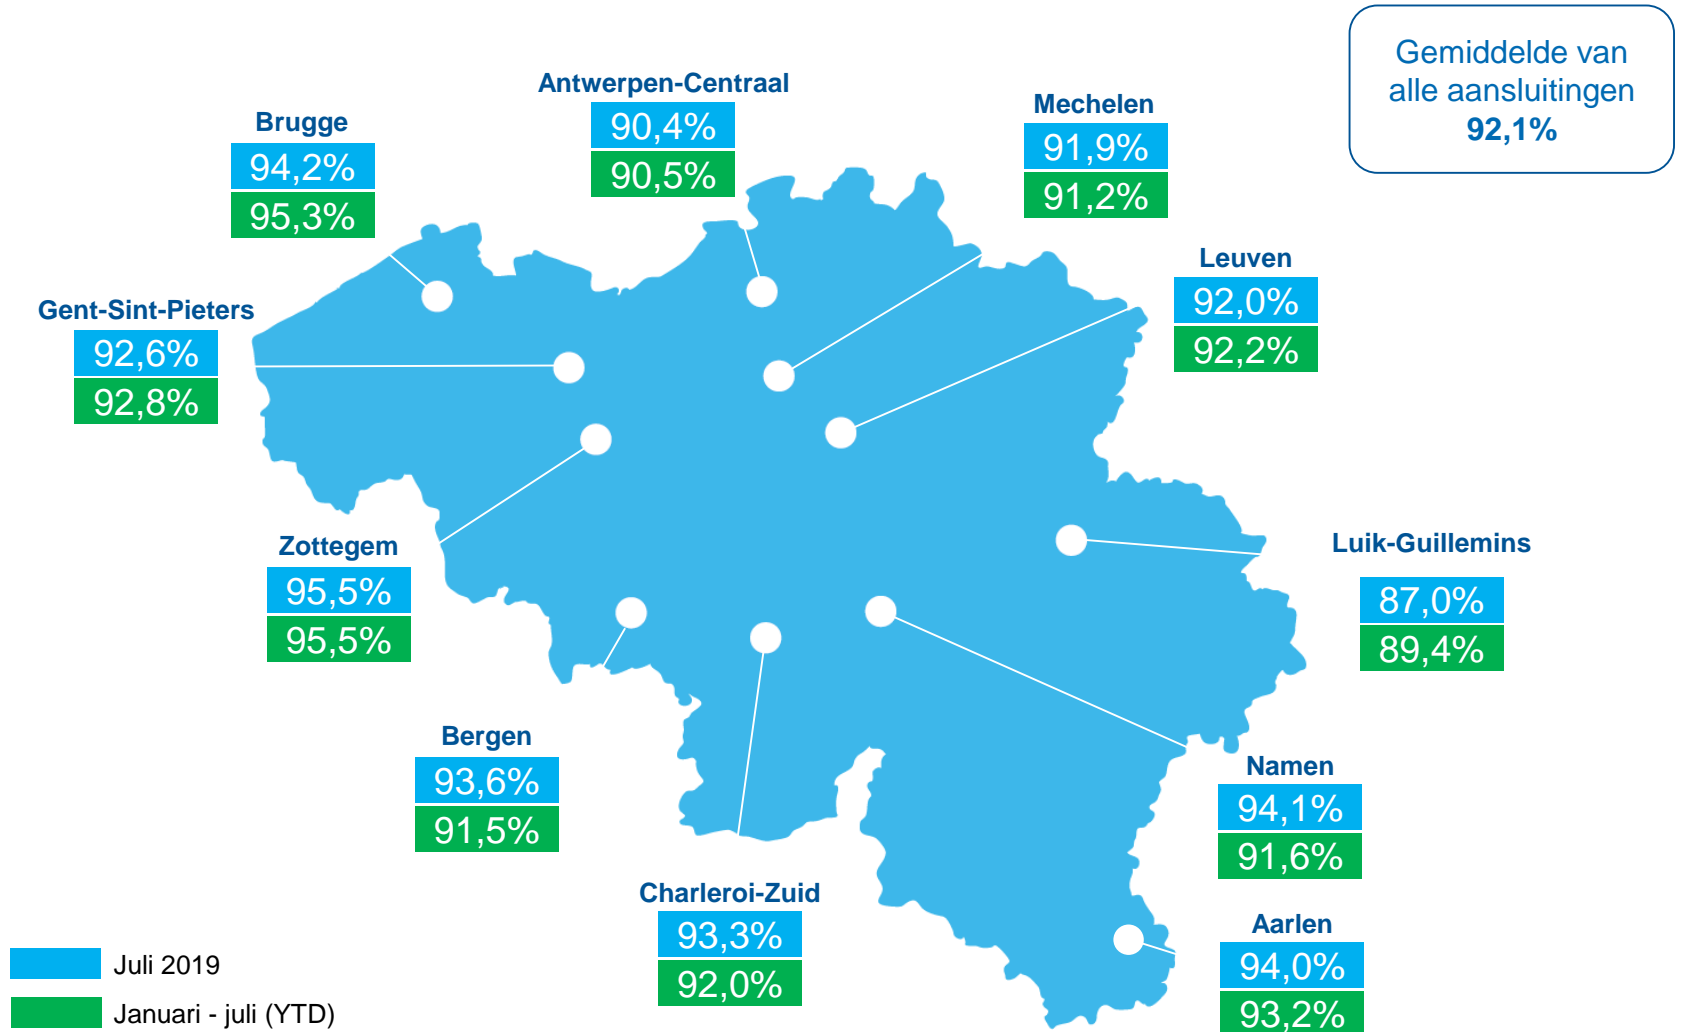 Gemiddelde van
alle aansluitingen
92,1%
Antwerpen-Centraal
90,4%
90,5%
Mechelen
91,9%
91,2%
Brugge
94,2%
95,3%
Leuven
92,0%
92,2%
Gent-Sint-Pieters
92,6%
92,8%
Zottegem
95,5%
95,5%
Luik-Guillemins
87,0%
89,4%
Bergen
93,6%
91,5%
Namen
94,1%
91,6%
Charleroi-Zuid
93,3%
92,0%
Aarlen
94,0%
93,2%
Juli 2019
Januari - juli (YTD)